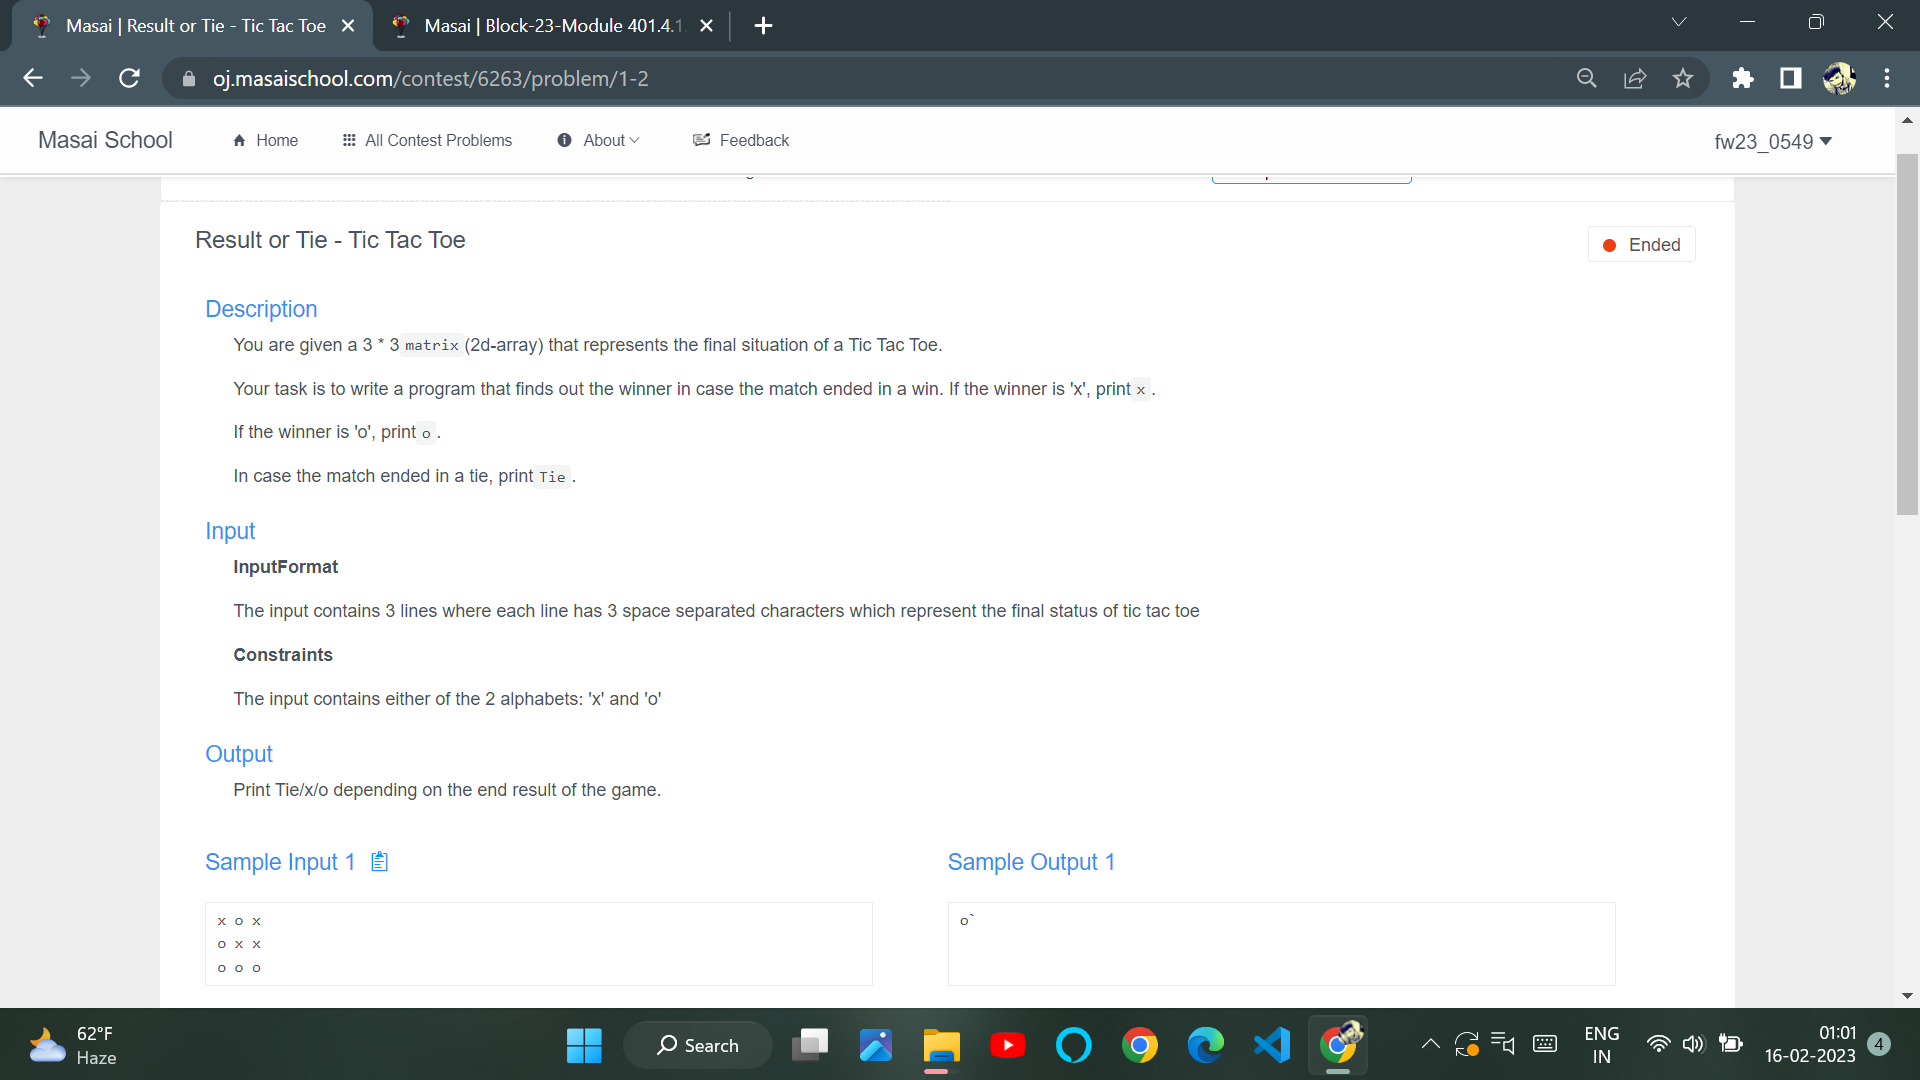 Masai | Result or Tie - Tic Tac Toe
Masai | Block-23-Module 401.4.1
oj.masaischool.com/contest/6263/problem/1-2
Masai School
Home
All Contest Problems
About
Feedback
fw23_0549
Result or Tie - Tic Tac Toe
Ended
Description
You are given a 3 * 3 matrix (2d-array) that represents the final situation of a Tic Tac Toe.
Your task is to write a program that finds out the winner in case the match ended in a win. If the winner is 'x', print x .
If the winner is 'o', print o .
In case the match ended in a tie, print Tie .
Input
InputFormat
The input contains 3 lines where each line has 3 space separated characters which represent the final status of tic tac toe
Constraints
The input contains either of the 2 alphabets: 'x' and 'o'
Output
Print Tie/x/o depending on the end result of the game.
Sample Input 1
x o x
o x x
o o o
Sample Output 1
o`
62°F
Haze
Search
ENG
IN
01:01
16-02-2023
4